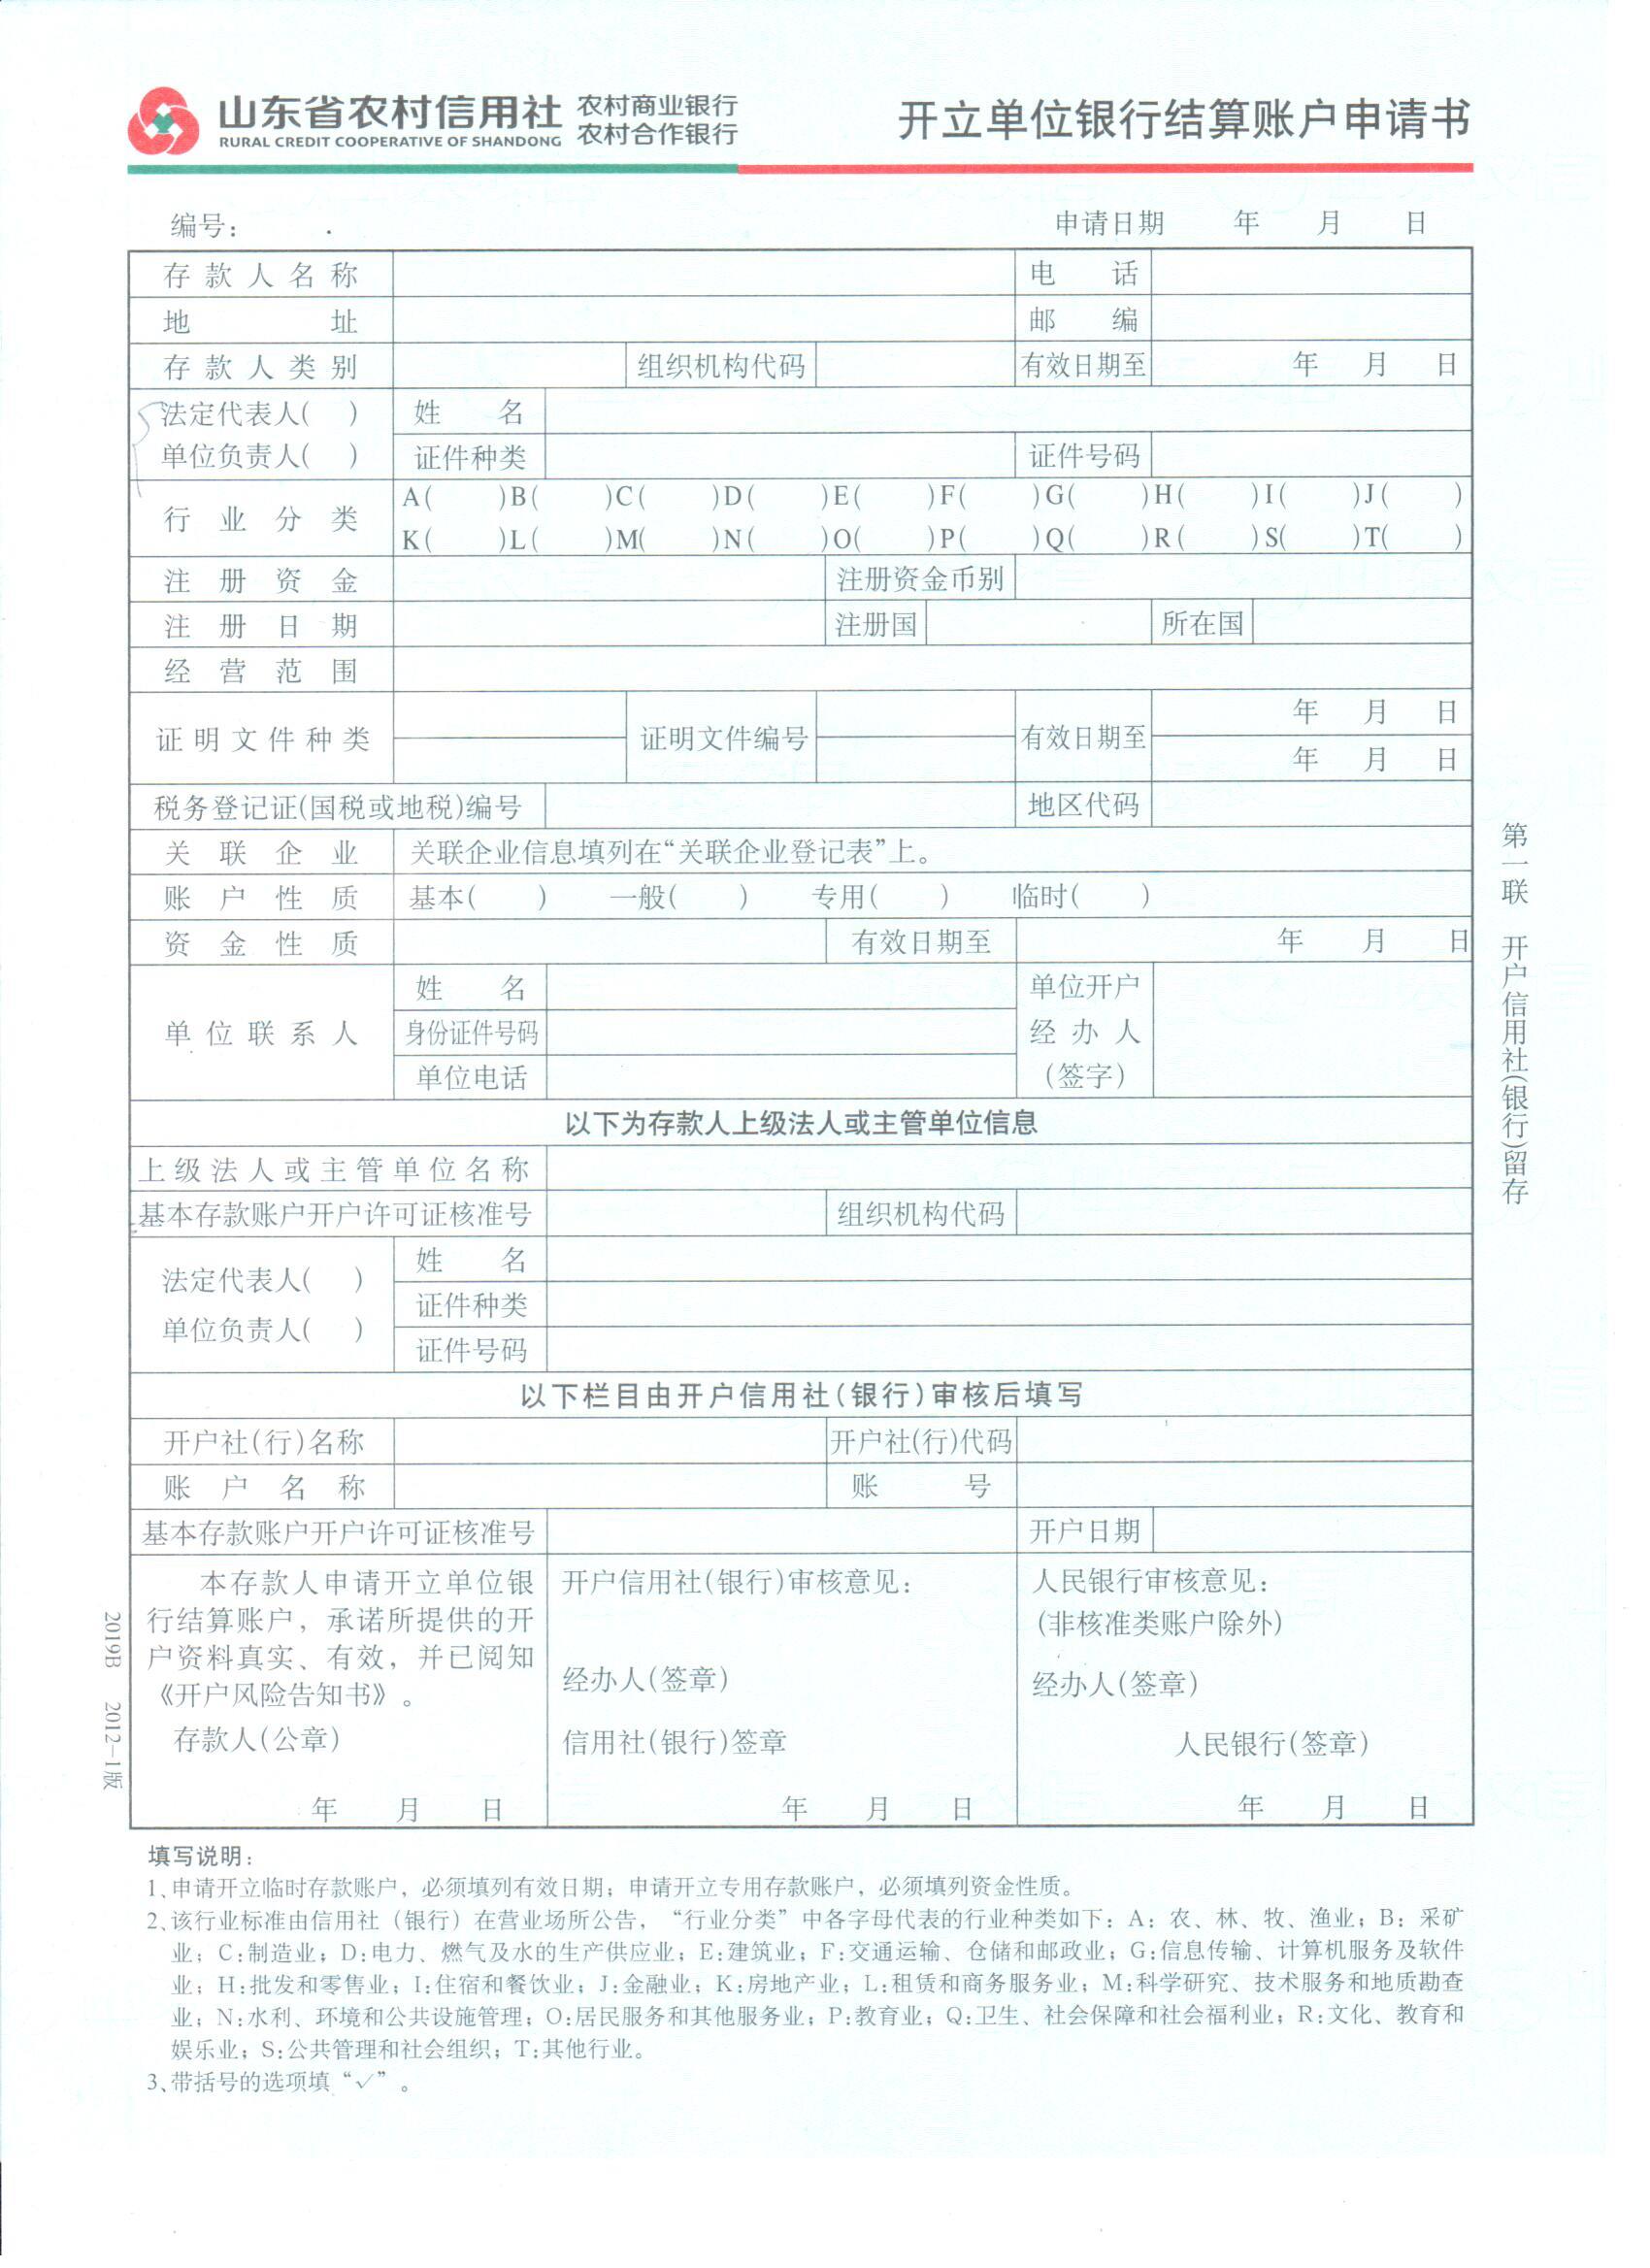 山东省农村信用社 农村商业银行
RURAL CREDIT COOPERATIVE OF SHANDONG 农村合作银行
开立单位银行结算账户申请书
编号： 申请日期 年 月 日
存款人名称 电话
地址 邮编
存款人类别 组织机构代码 有效日期至 年 月 日
法定代表人( ) 姓名
单位负责人( ) 证件种类 证件号码
行业分类 A( )B( )C( )D( )E( )F( )G( )H( )I( )J( )
K( )L( )M( )N( )O( )P( )Q( )R( )S( )T( )
注册资金 注册资金币别
注册日期 注册国 所在国
经营范围
证明文件种类 证明文件编号 有效日期至 年 月 日
年 月 日
税务登记证(国税或地税)编号 地区代码
关联企业 关联企业信息填列在“关联企业登记表”上。
账户性质 基本( ) 一般( ) 专用( ) 临时( )
资金性质 有效日期至 年 月 日
单位联系人 姓名 单位开户
身份证件号码 经办人
单位电话 (签字)
以下为存款人上级法人或主管单位信息
上级法人或主管单位名称
基本存款账户开户许可证核准号 组织机构代码
法定代表人( ) 姓名
单位负责人( ) 证件种类
证件号码
以下栏目由开户信用社(银行)审核后填写
开户社(行)名称 开户社(行)代码
账户名称 账号
基本存款账户开户许可证核准号 开户日期
本存款人申请开立单位银
行结算账户，承诺所提供的开
户资料真实、有效，并已阅知
《开户风险告知书》。
存款人(公章)
年 月 日
开户信用社(银行)审核意见：
经办人(签章)
信用社(银行)签章
年 月 日
人民银行审核意见：
(非核准类账户除外)
经办人(签章)
人民银行(签章)
年 月 日
第一联 开户信用社(银行)留存
2019B 2012-1版
填写说明：
1、申请开立临时存款账户，必须填列有效日期；申请开立专用存款账户，必须填列资金性质。
2、该行业标准由信用社（银行）在营业场所公告，“行业分类”中各字母代表的行业种类如下：A：农、林、牧、渔业；B：采矿
业；C:制造业；D:电力、燃气及水的生产供应业；E:建筑业；F:交通运输、仓储和邮政业；G:信息传输、计算机服务及软件
业；H:批发和零售业；I:住宿和餐饮业；J:金融业；K:房地产业；L:租赁和商务服务业；M:科学研究、技术服务和地质勘查
业；N:水利、环境和公共设施管理；O:居民服务和其他服务业；P:教育业；Q:卫生、社会保障和社会福利业；R:文化、教育和
娱乐业；S:公共管理和社会组织；T:其他行业。
3、带括号的选项填“✓”。